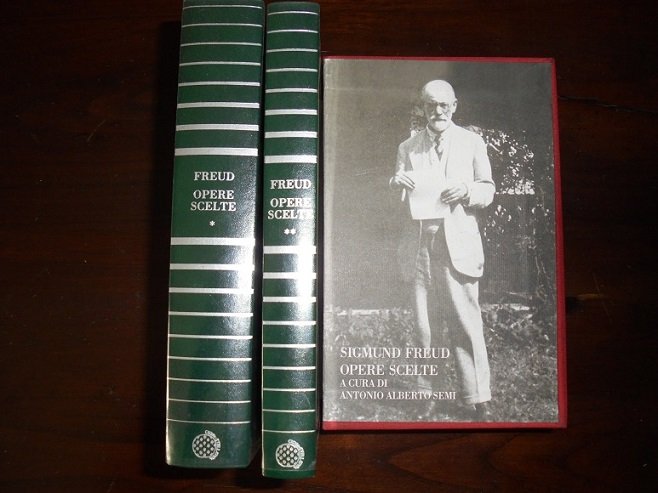 FREUD
OPERE
SCELTE
*
FREUD
OPERE
SCELTE
**
SIGMUND FREUD
OPERE SCELTE
A CURA DI
ANTONIO ALBERTO SEMI